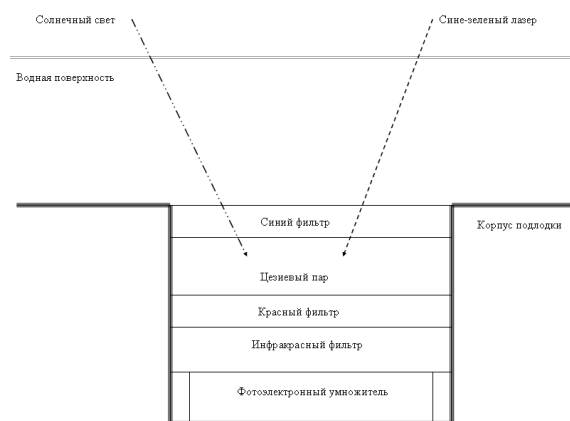 Солнечный свет
Сине-зеленый лазер
Водная поверхность
Синий фильтр
Корпус подлодки
Цезиевый пар
Красный фильтр
Инфракрасный фильтр
Фотоэлектронный умножитель